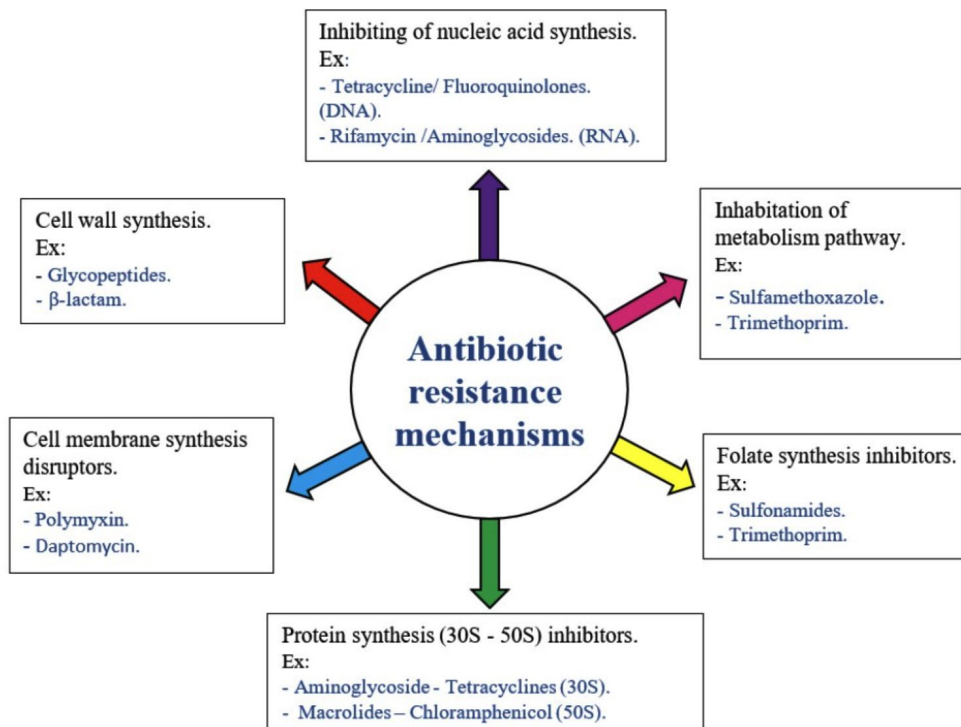 Inhibiting of nucleic acid synthesis.
Ex:
- Tetracycline/ Fluoroquinolones.
(DNA).
- Rifamycin /Aminoglycosides. (RNA).
Cell wall synthesis.
Ex:
- Glycopeptides.
- β-lactam.
Inhabitation of
metabolism pathway.
Ex:
- Sulfamethoxazole.
- Trimethoprim.
Antibiotic
resistance
mechanisms
Cell membrane synthesis
disruptors.
Ex:
- Polymyxin.
- Daptomycin.
Folate synthesis inhibitors.
Ex:
- Sulfonamides.
- Trimethoprim.
Protein synthesis (30S - 50S) inhibitors.
Ex:
- Aminoglycoside - Tetracyclines (30S).
- Macrolides – Chloramphenicol (50S).